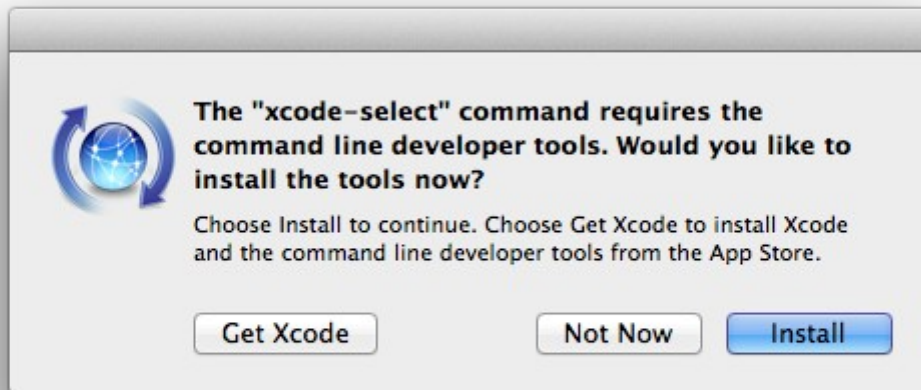 The "xcode-select" command requires the
command line developer tools. Would you like to
install the tools now?
Choose Install to continue. Choose Get Xcode to install Xcode
and the command line developer tools from the App Store.
Get Xcode
Not Now
Install